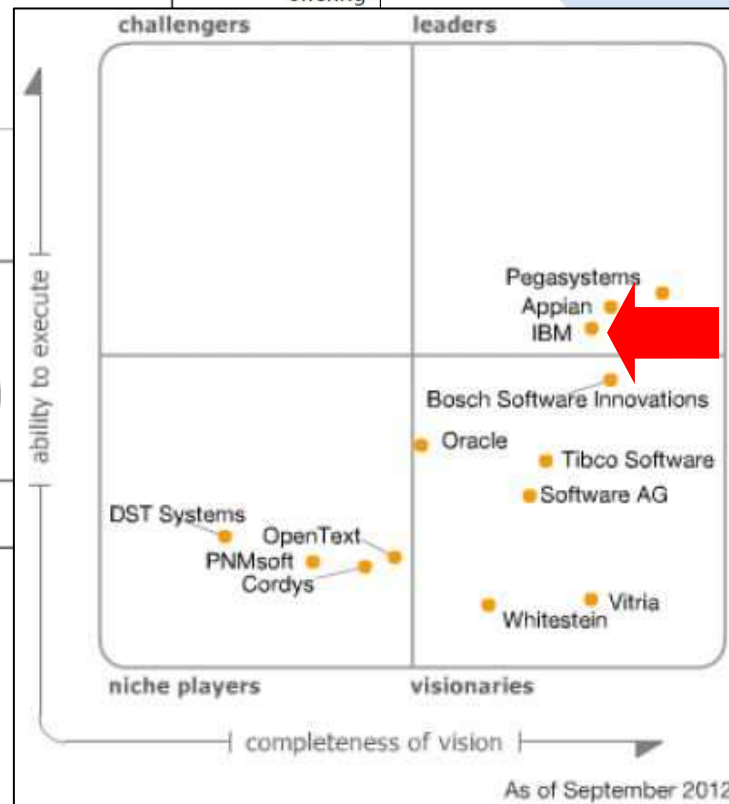 offering
challengers
leaders
Pegasystems
Appian
IBM
ability to execute
Bosch Software Innovations
Oracle
Tibco Software
Software AG
DST Systems
OpenText
PNMsoft
Cordys
Vitria
Whitestein
niche players
visionaries
completeness of vision
As of September 2012